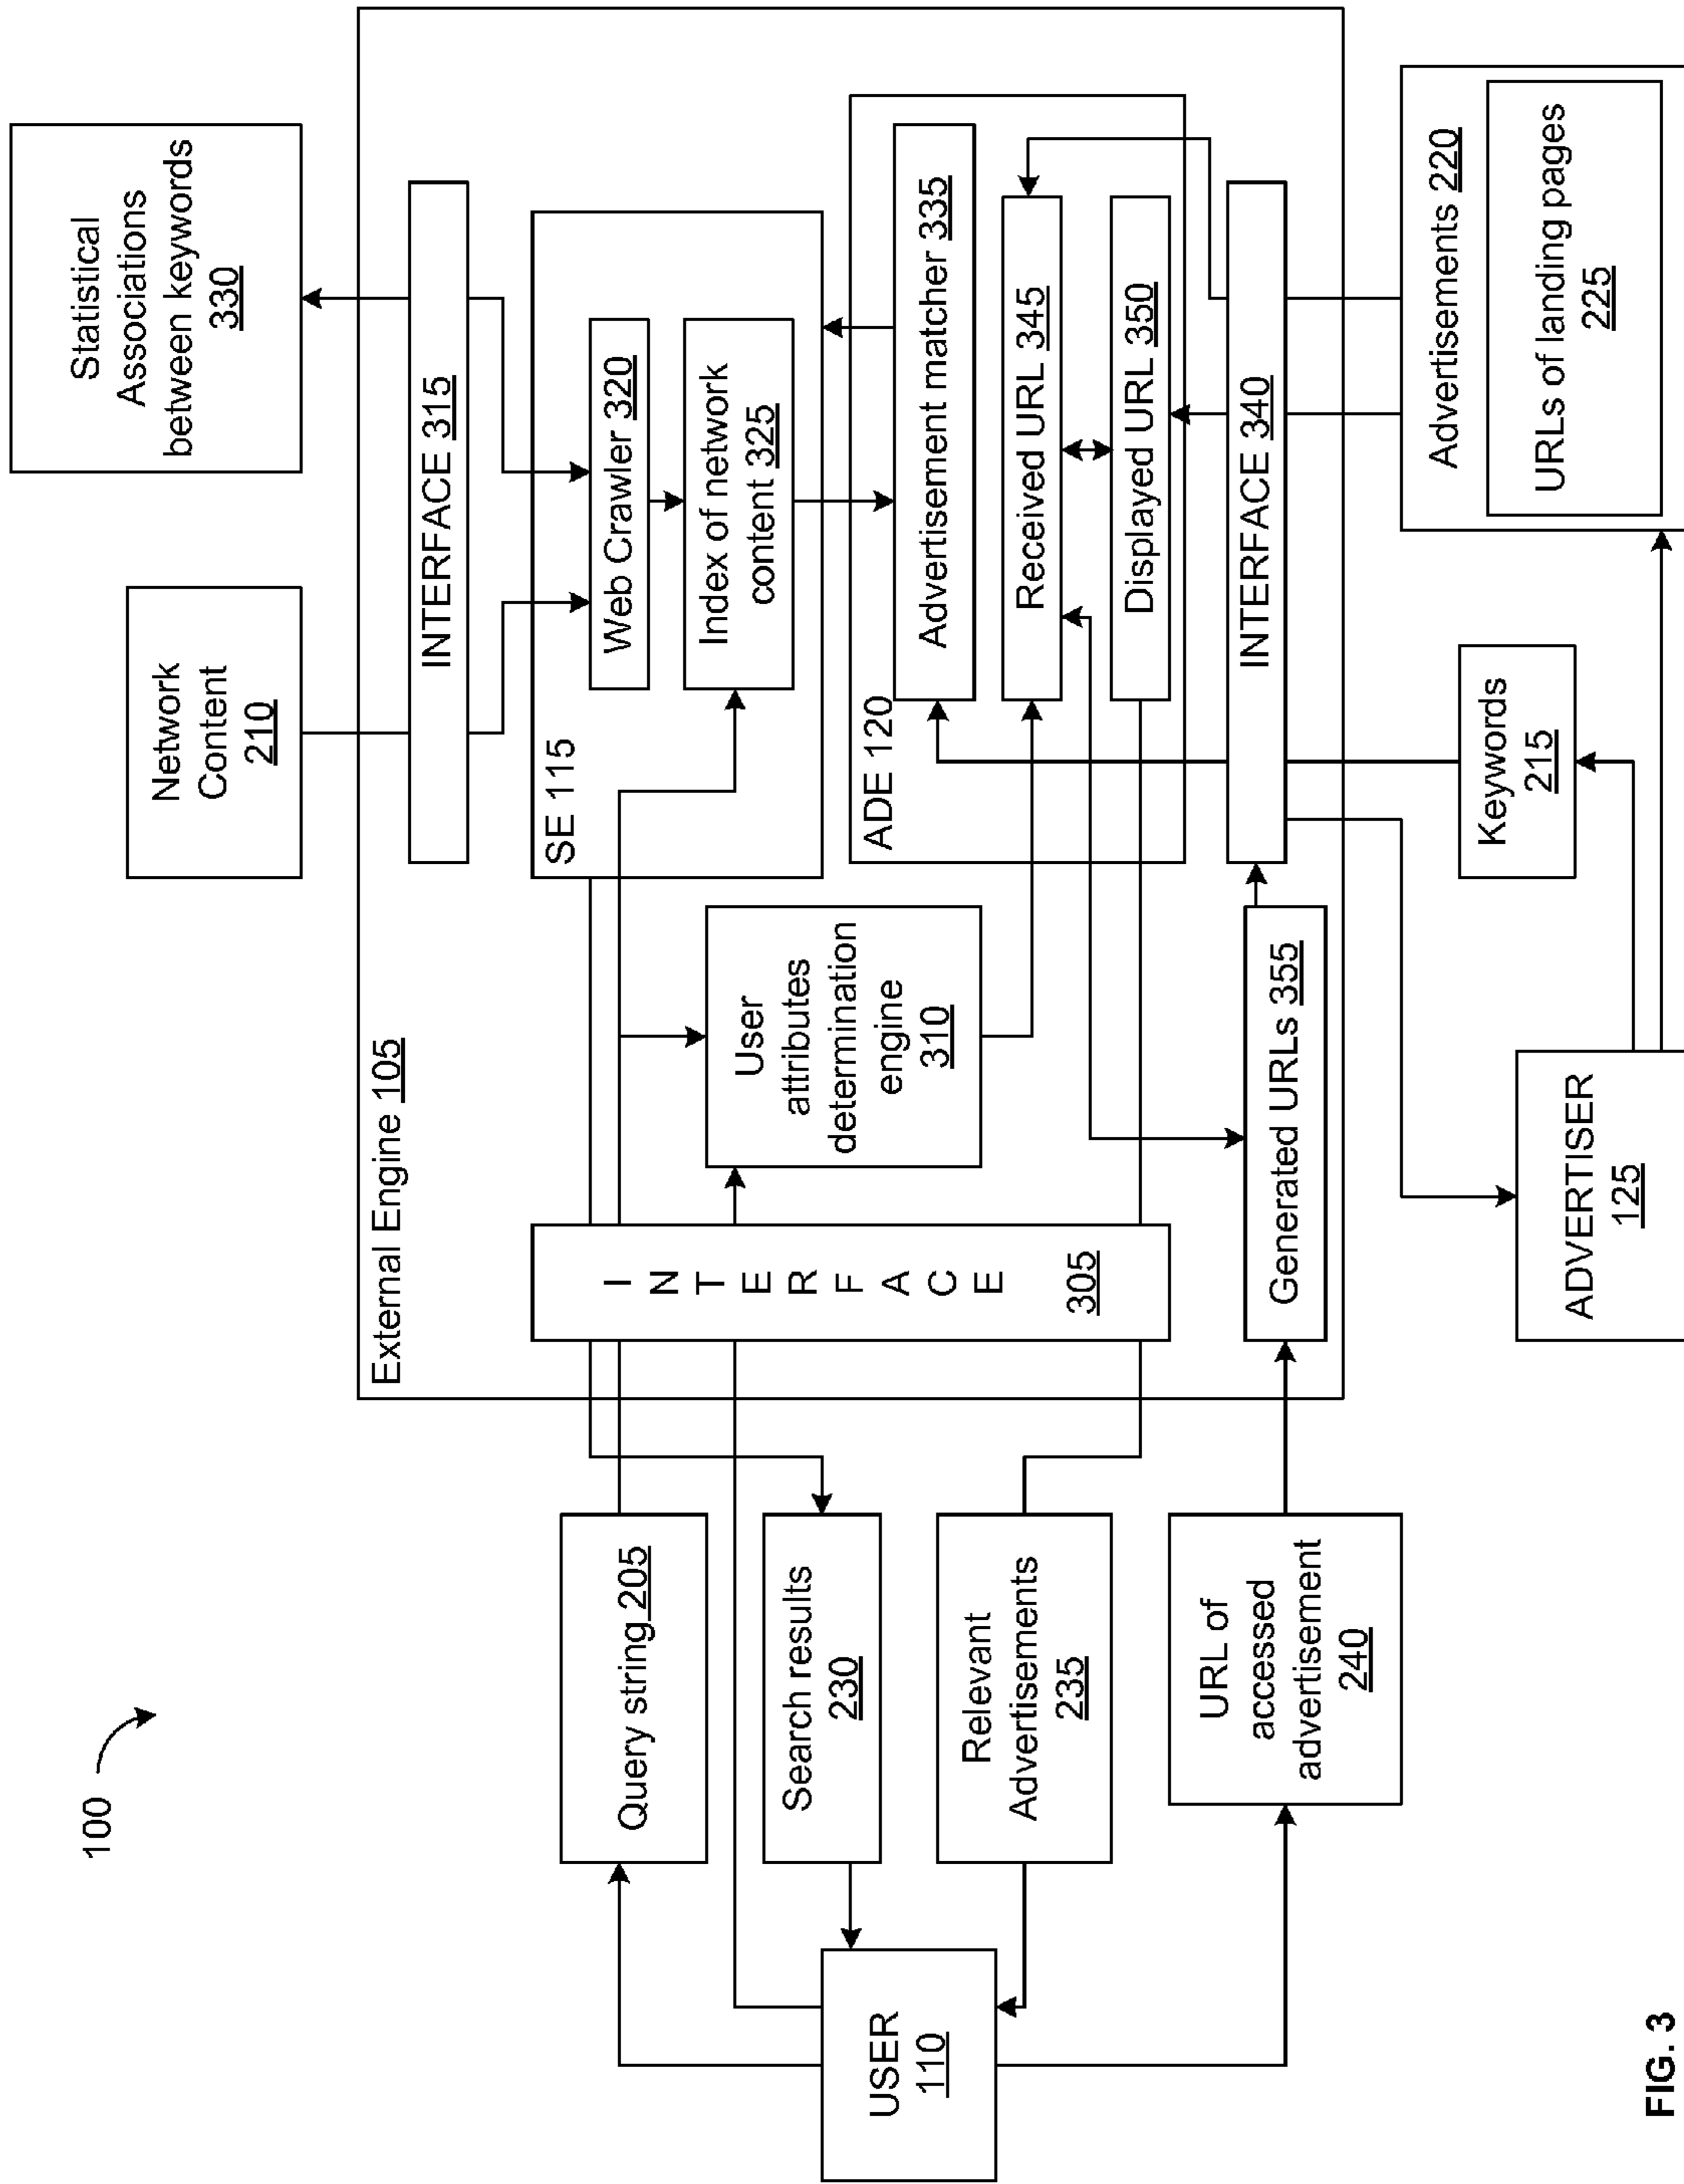 100
External Engine 105
Network
Content
210
Statistical
Associations
between keywords
330
INTERFACE 315
SE 115
Web Crawler 320
Index of network
content 325
Query string 205
Search results
230
Relevant
Advertisements
235
URL of
accessed
advertisement
240
USER
110
I
N
T
E
R
F
A
C
E
305
User
attributes
determination
engine
310
ADE 120
Advertisement matcher 335
Received URL 345
Displayed URL 350
Generated URLs 355
INTERFACE 340
ADVERTISER
125
Keywords
215
Advertisements 220
URLs of landing pages
225
FIG. 3